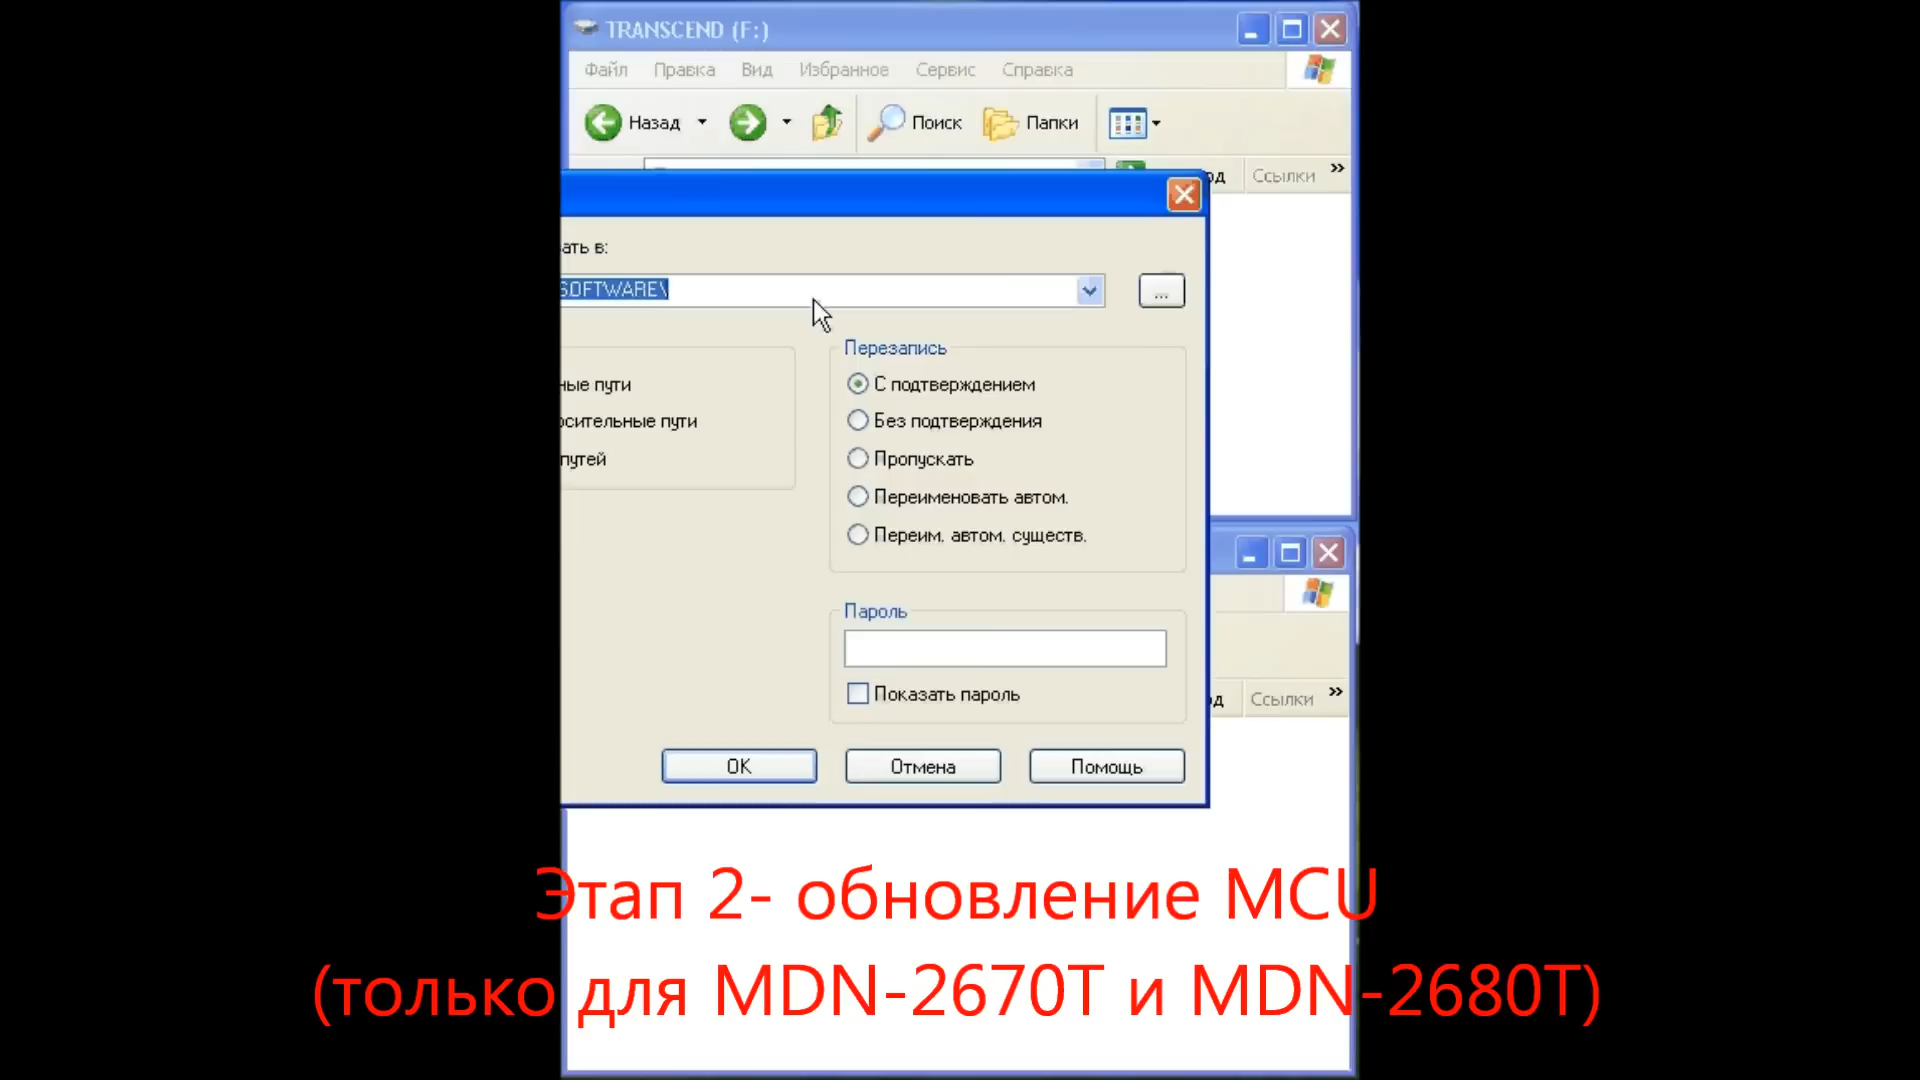 TRANSCEND (F:)
Файл Правка Вид Избранное Сервис Справка
Назад Поиск Папки
Ссылки »
ать в:
SOFTWARE\
...
Перезапись
ные пути
С подтверждением
осительные пути
Без подтверждения
путей
Пропускать
Переименовать автом.
Переим. автом. существ.
Пароль
Показать пароль
Ссылки »
OK Отмена Помощь
Этап 2- обновление MCU
(только для MDN-2670T и MDN-2680T)